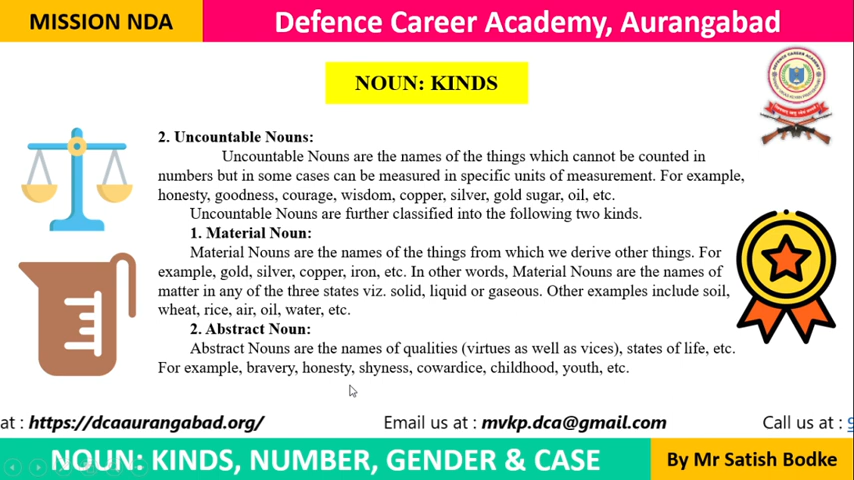 MISSION NDA
Defence Career Academy, Aurangabad
NOUN: KINDS
2. Uncountable Nouns:
Uncountable Nouns are the names of the things which cannot be counted in
numbers but in some cases can be measured in specific units of measurement. For example,
honesty, goodness, courage, wisdom, copper, silver, gold sugar, oil, etc.
Uncountable Nouns are further classified into the following two kinds.
1. Material Noun:
Material Nouns are the names of the things from which we derive other things. For
example, gold, silver, copper, iron, etc. In other words, Material Nouns are the names of
matter in any of the three states viz. solid, liquid or gaseous. Other examples include soil,
wheat, rice, air, oil, water, etc.
2. Abstract Noun:
Abstract Nouns are the names of qualities (virtues as well as vices), states of life, etc.
For example, bravery, honesty, shyness, cowardice, childhood, youth, etc.
at : https://dcaaurangabad.org/ Email us at : mvkp.dca@gmail.com Call us at :
NOUN: KINDS, NUMBER, GENDER & CASE
By Mr Satish Bodke